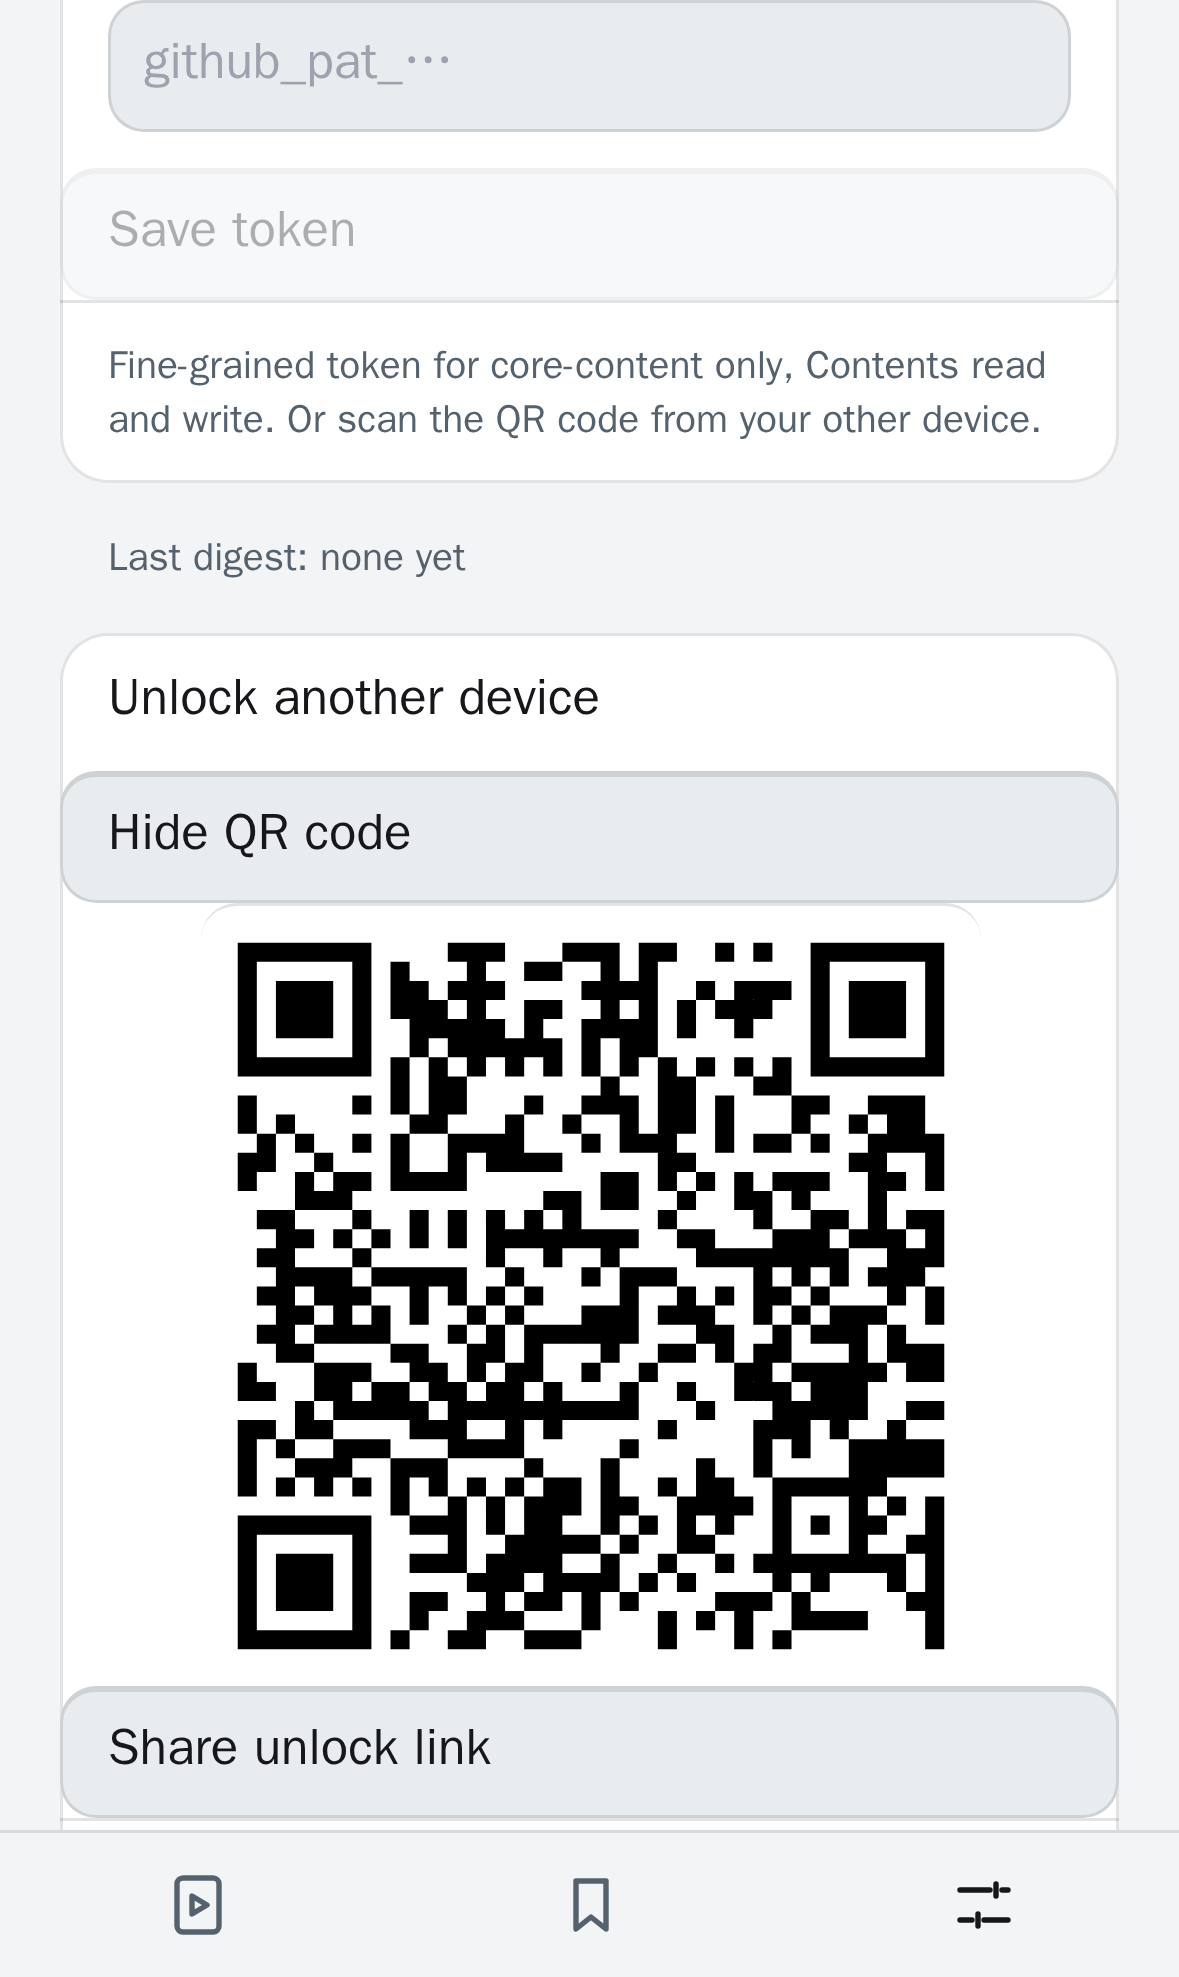 github_pat_···
Save token
Fine-grained token for core-content only, Contents read
and write. Or scan the QR code from your other device.
Last digest: none yet
Unlock another device
Hide QR code
Share unlock link